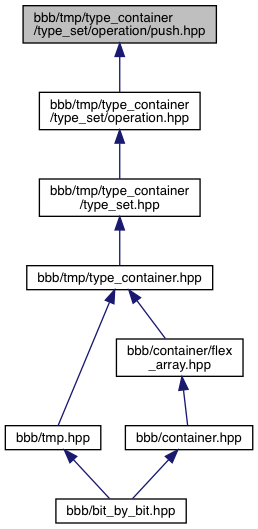 bbb/tmp/type_container
/type_set/operation/push.hpp
bbb/tmp/type_container
/type_set/operation.hpp
bbb/tmp/type_container
/type_set.hpp
bbb/tmp/type_container.hpp
bbb/container/flex
_array.hpp
bbb/tmp.hpp
bbb/container.hpp
bbb/bit_by_bit.hpp